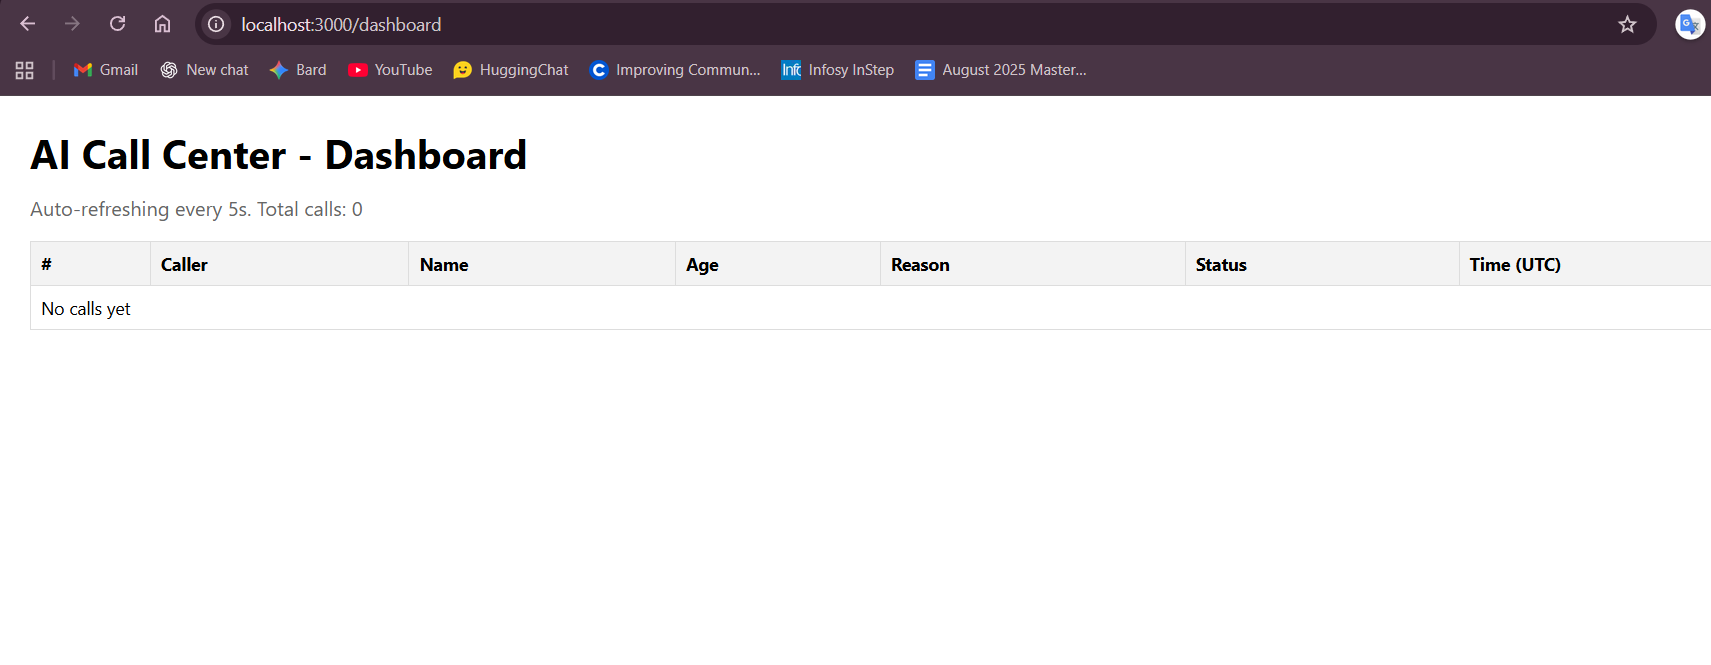 localhost:3000/dashboard
Gmail New chat Bard YouTube HuggingChat Improving Commun... Infosy InStep August 2025 Master...
AI Call Center - Dashboard
Auto-refreshing every 5s. Total calls: 0
# Caller Name Age Reason Status Time (UTC)
No calls yet